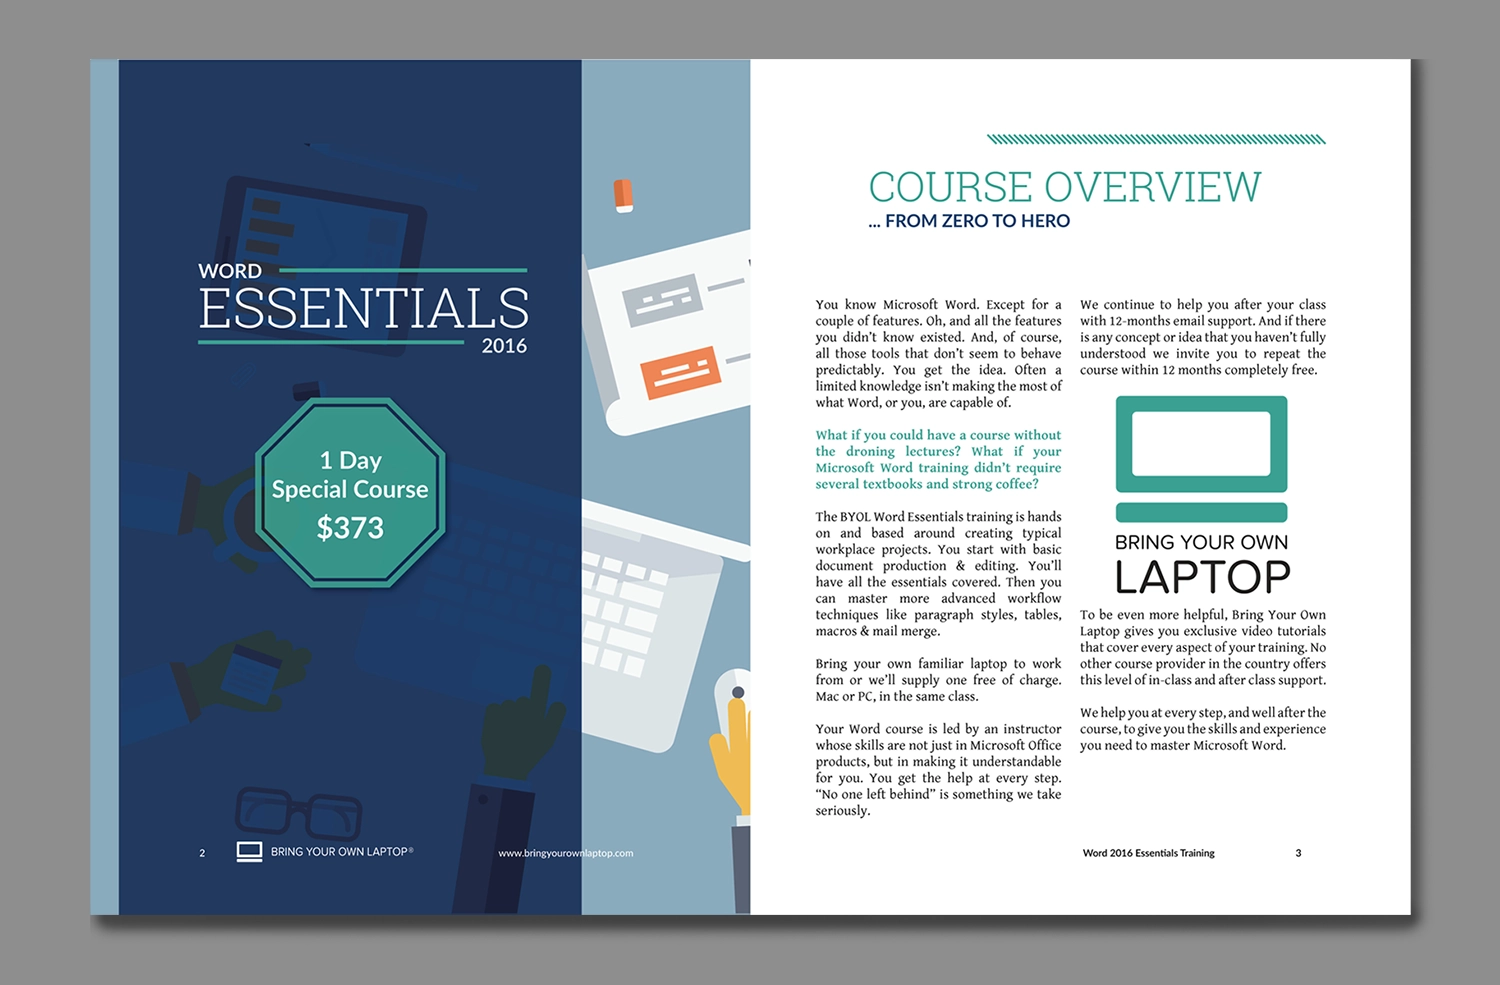 WORD
ESSENTIALS
2016
1 Day
Special Course
$373
2
BRING YOUR OWN LAPTOP®
www.bringyourownlaptop.com
COURSE OVERVIEW
... FROM ZERO TO HERO
You know Microsoft Word. Except for a
couple of features. Oh, and all the features
you didn’t know existed. And, of course,
all those tools that don’t seem to behave
predictably. You get the idea. Often a
limited knowledge isn’t making the most of
what Word, or you, are capable of.
What if you could have a course without
the droning lectures? What if your
Microsoft Word training didn’t require
several textbooks and strong coffee?
The BYOL Word Essentials training is hands
on and based around creating typical
workplace projects. You start with basic
document production & editing. You’ll
have all the essentials covered. Then you
can master more advanced workflow
techniques like paragraph styles, tables,
macros & mail merge.
Bring your own familiar laptop to work
from or we’ll supply one free of charge.
Mac or PC, in the same class.
Your Word course is led by an instructor
whose skills are not just in Microsoft Office
products, but in making it understandable
for you. You get the help at every step.
“No one left behind” is something we take
seriously.
We continue to help you after your class
with 12-months email support. And if there
is any concept or idea that you haven’t fully
understood we invite you to repeat the
course within 12 months completely free.
BRING YOUR OWN
LAPTOP
To be even more helpful, Bring Your Own
Laptop gives you exclusive video tutorials
that cover every aspect of your training. No
other course provider in the country offers
this level of in-class and after class support.
We help you at every step, and well after the
course, to give you the skills and experience
you need to master Microsoft Word.
Word 2016 Essentials Training
3